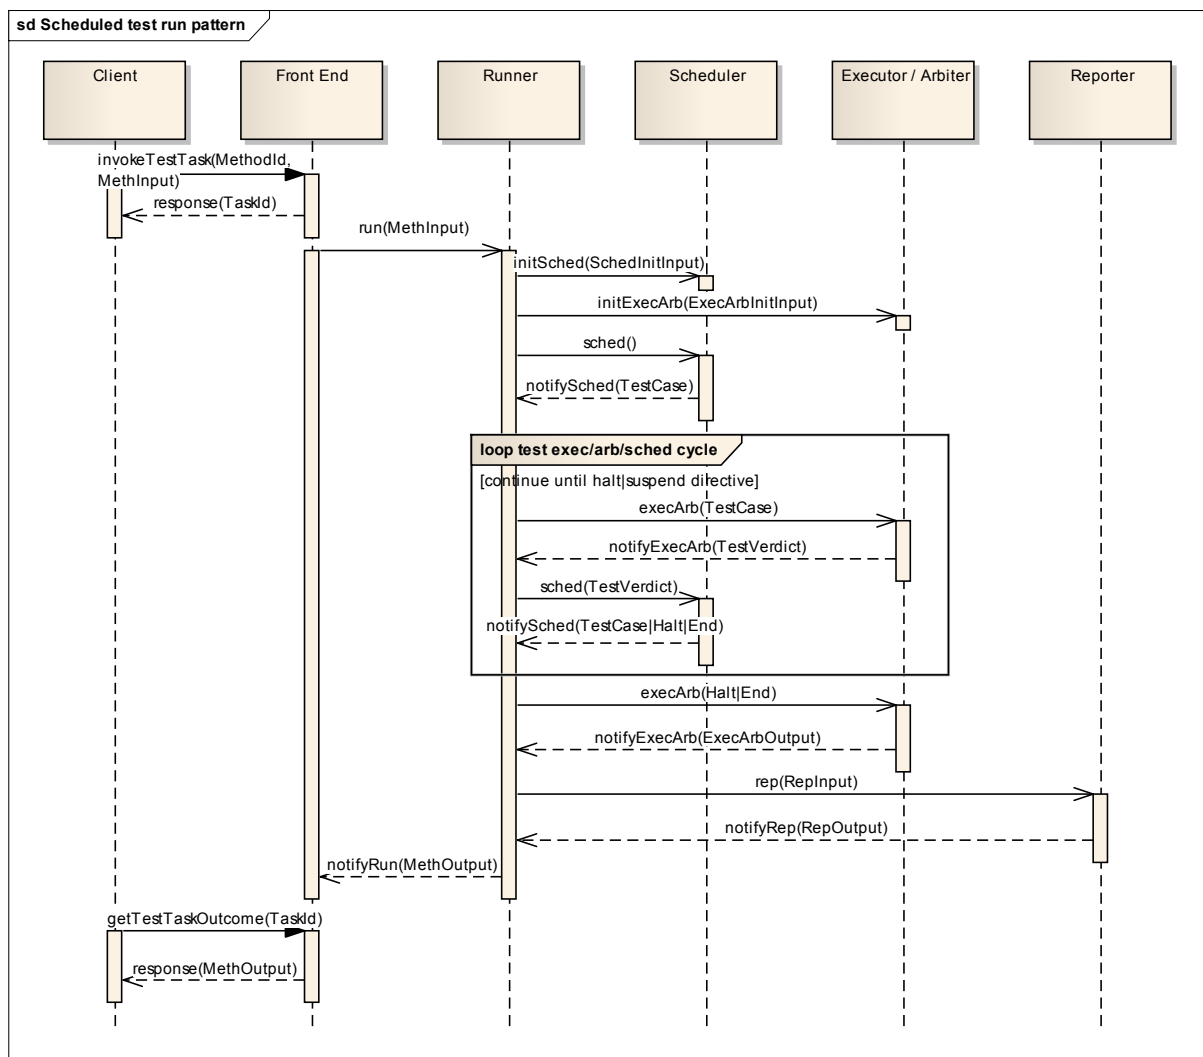 sd Scheduled test run pattern
Client
Front End
Runner
Scheduler
Executor / Arbiter
Reporter
invokeTestTask(MethodId,
MethInput)
response(TaskId)
run(MethInput)
initSched(SchedInitInput)
initExecArb(ExecArbInitInput)
sched()
notifySched(TestCase)
loop test exec/arb/sched cycle
[continue until halt|suspend directive]
execArb(TestCase)
notifyExecArb(TestVerdict)
sched(TestVerdict)
notifySched(TestCase|Halt|End)
execArb(Halt|End)
notifyExecArb(ExecArbOutput)
rep(RepInput)
notifyRep(RepOutput)
notifyRun(MethOutput)
getTestTaskOutcome(TaskId)
response(MethOutput)